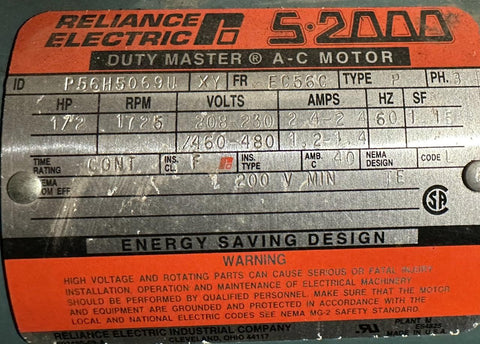 RELIANCE ELECTRIC S-2000
DUTY MASTER® A-C MOTOR
ID P56H5069U XY FR. EC56C TYPE P PH. 3
HP RPM VOLTS AMPS HZ SF
1/2 1725 208-230 2.4-2.4 60 1.15
/460-480 1.2-1.4
TIME RATING CONT INS. CL. F INS. TYPE AMB. °C 40 NEMA DESIGN CODE L
NEMA NOM EFF 200 V MIN E
ENERGY SAVING DESIGN
WARNING
HIGH VOLTAGE AND ROTATING PARTS CAN CAUSE SERIOUS OR FATAL INJURY
INSTALLATION, OPERATION AND MAINTENANCE OF ELECTRICAL MACHINERY
SHOULD BE PERFORMED BY QUALIFIED PERSONNEL. MAKE SURE THE MOTOR
AND EQUIPMENT ARE GROUNDED AND PROTECTED IN ACCORDANCE WITH
LOCAL AND NATIONAL ELECTRIC CODES SEE NEMA MG-2 SAFETY STANDARD.
RELIANCE ELECTRIC INDUSTRIAL COMPANY
CLEVELAND, OHIO 44117 PLANT M